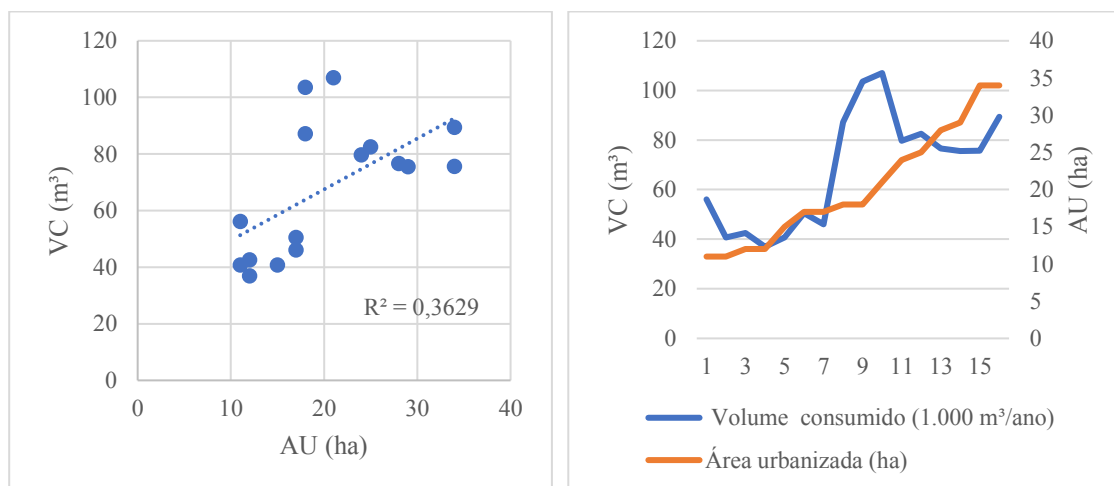 120
100
80
60
40
20
0
VC (m³)
R² = 0,3629
0 10 20 30 40
AU (ha)
120
100
80
60
40
20
0
VC (m³)
40
35
30
25
20
15
10
5
0
AU (ha)
1 3 5 7 9 11 13 15
Volume consumido (1.000 m³/ano)
Área urbanizada (ha)